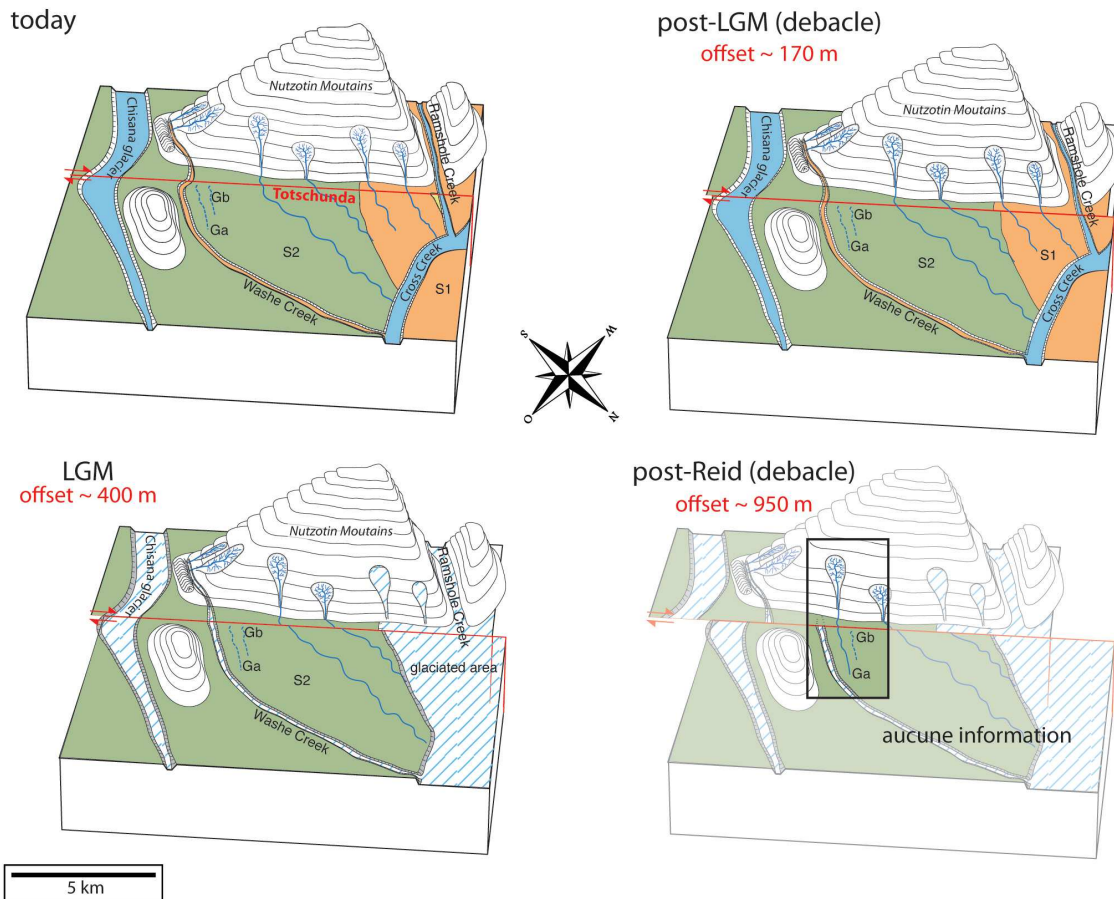 today
Nutzotin Moutains
Chisana glacier
Ramshole Creek
Totschunda
Gb
Ga
S2
Cross Creek
S1
Washe Creek
post-LGM (debacle)
offset ~ 170 m
Nutzotin Moutains
Chisana glacier
Ramshole Creek
Gb
Ga
S2
S1
Cross Creek
Washe Creek
S
W
O
N
LGM
offset ~ 400 m
Nutzotin Moutains
Chisana glacier
Ramshole Creek
Gb
Ga
S2
glaciated area
Washe Creek
post-Reid (debacle)
offset ~ 950 m
Gb
Ga
aucune information
5 km